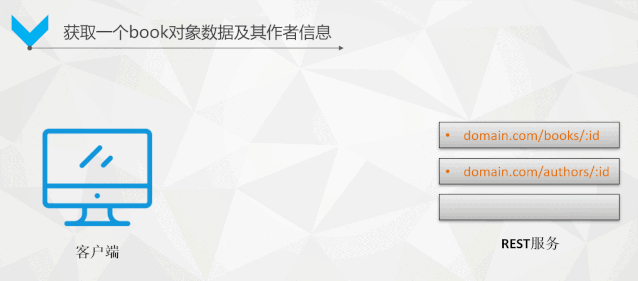 获取一个book对象数据及其作者信息
• domain.com/books/:id
• domain.com/authors/:id
客户端
REST服务